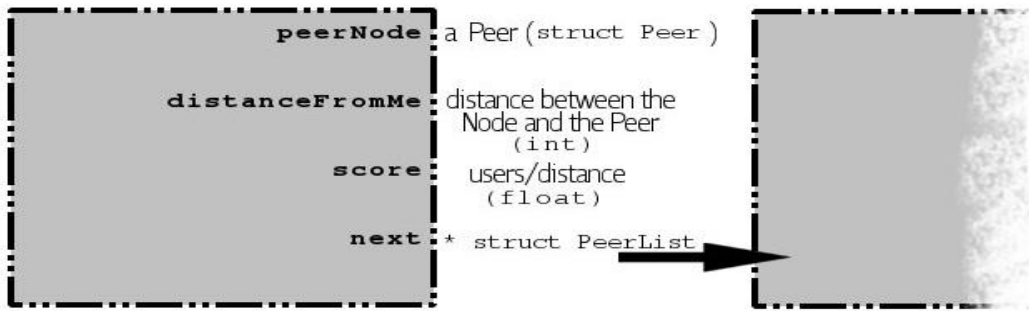 peerNode a Peer (struct Peer )
distanceFromMe distance between the
Node and the Peer
(int)
score users/distance
(float)
next * struct PeerList